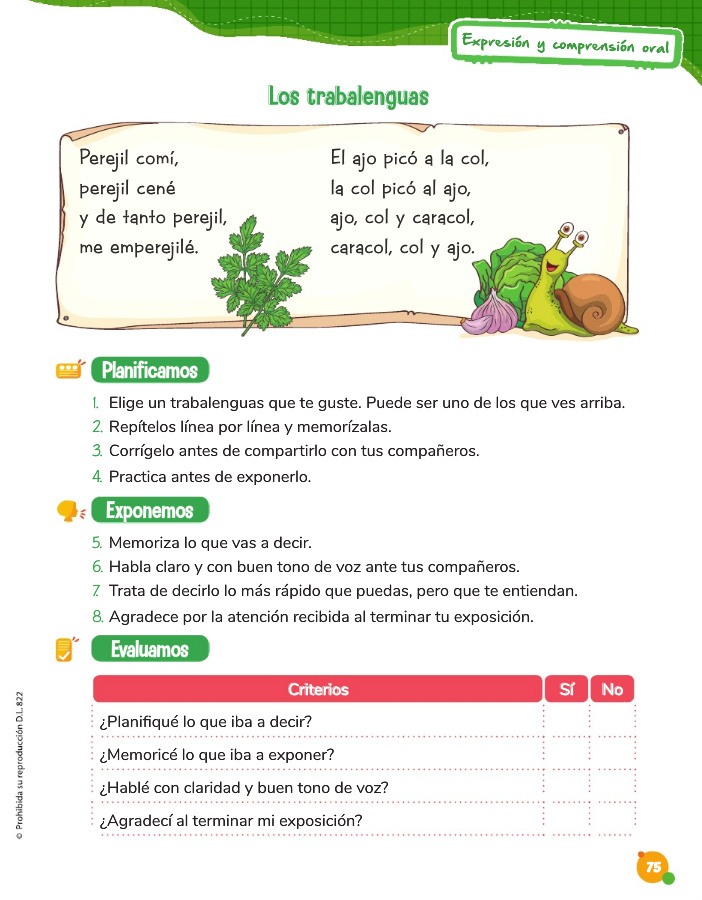 Expresión y comprensión oral
Los trabalenguas
Perejil comí,
perejil cené
y de tanto perejil,
me emperejilé.
El ajo picó a la col,
la col picó al ajo,
ajo, col y caracol,
caracol, col y ajo.
Planificamos
1. Elige un trabalenguas que te guste. Puede ser uno de los que ves arriba.
2. Repítelos línea por línea y memorízalas.
3. Corrígelo antes de compartirlo con tus compañeros.
4. Practica antes de exponerlo.
Exponemos
5. Memoriza lo que vas a decir.
6. Habla claro y con buen tono de voz ante tus compañeros.
7. Trata de decirlo lo más rápido que puedas, pero que te entiendan.
8. Agradece por la atención recibida al terminar tu exposición.
Evaluamos
Criterios Sí No
¿Planifiqué lo que iba a decir?
¿Memoricé lo que iba a exponer?
¿Hablé con claridad y buen tono de voz?
¿Agradecí al terminar mi exposición?
© Prohibida su reproducción D.L. 822
75